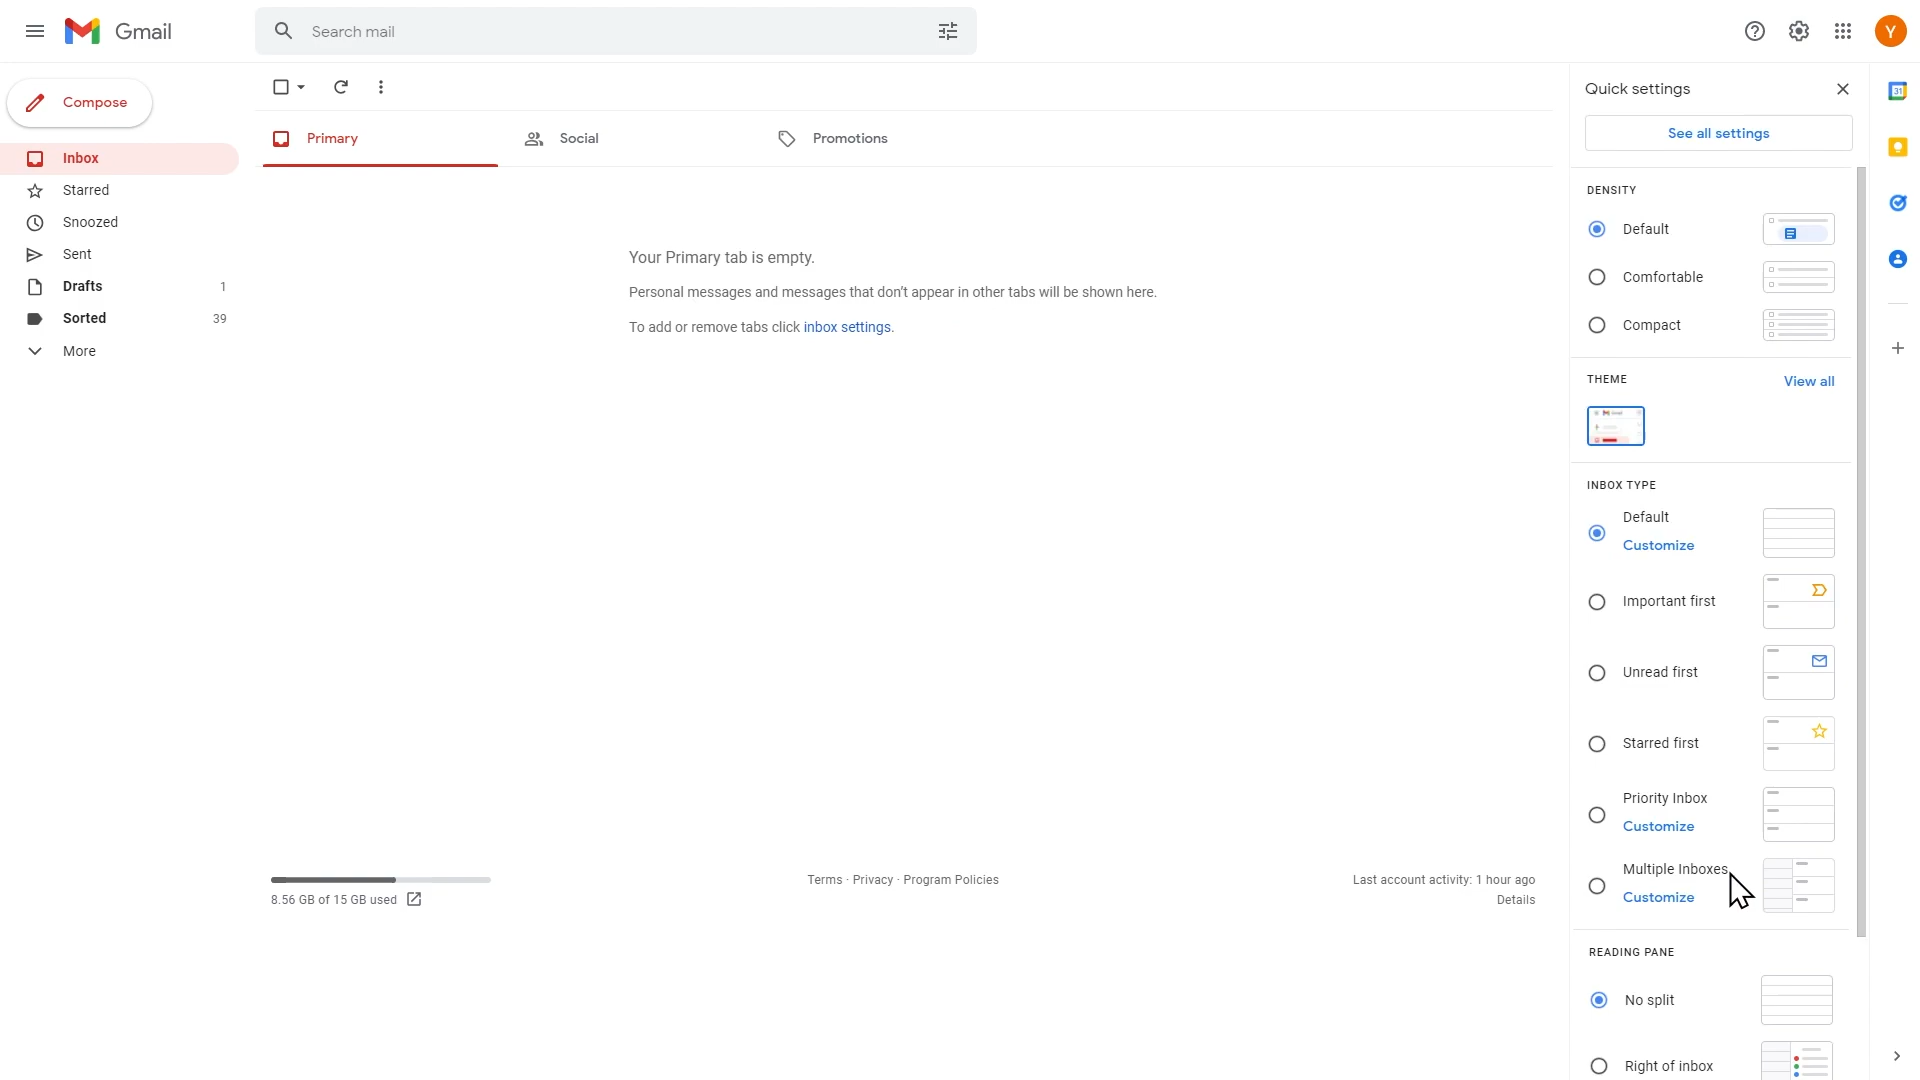 Gmail
Search mail
Y
Compose
Inbox
Starred
Snoozed
Sent
Drafts 1
Sorted 39
More
Primary
Social
Promotions
Your Primary tab is empty.
Personal messages and messages that don’t appear in other tabs will be shown here.
To add or remove tabs click inbox settings.
8.56 GB of 15 GB used
Terms · Privacy · Program Policies
Last account activity: 1 hour ago
Details
Quick settings
See all settings
DENSITY
Default
Comfortable
Compact
THEME
View all
INBOX TYPE
Default
Customize
Important first
Unread first
Starred first
Priority Inbox
Customize
Multiple Inboxes
Customize
READING PANE
No split
Right of inbox
31